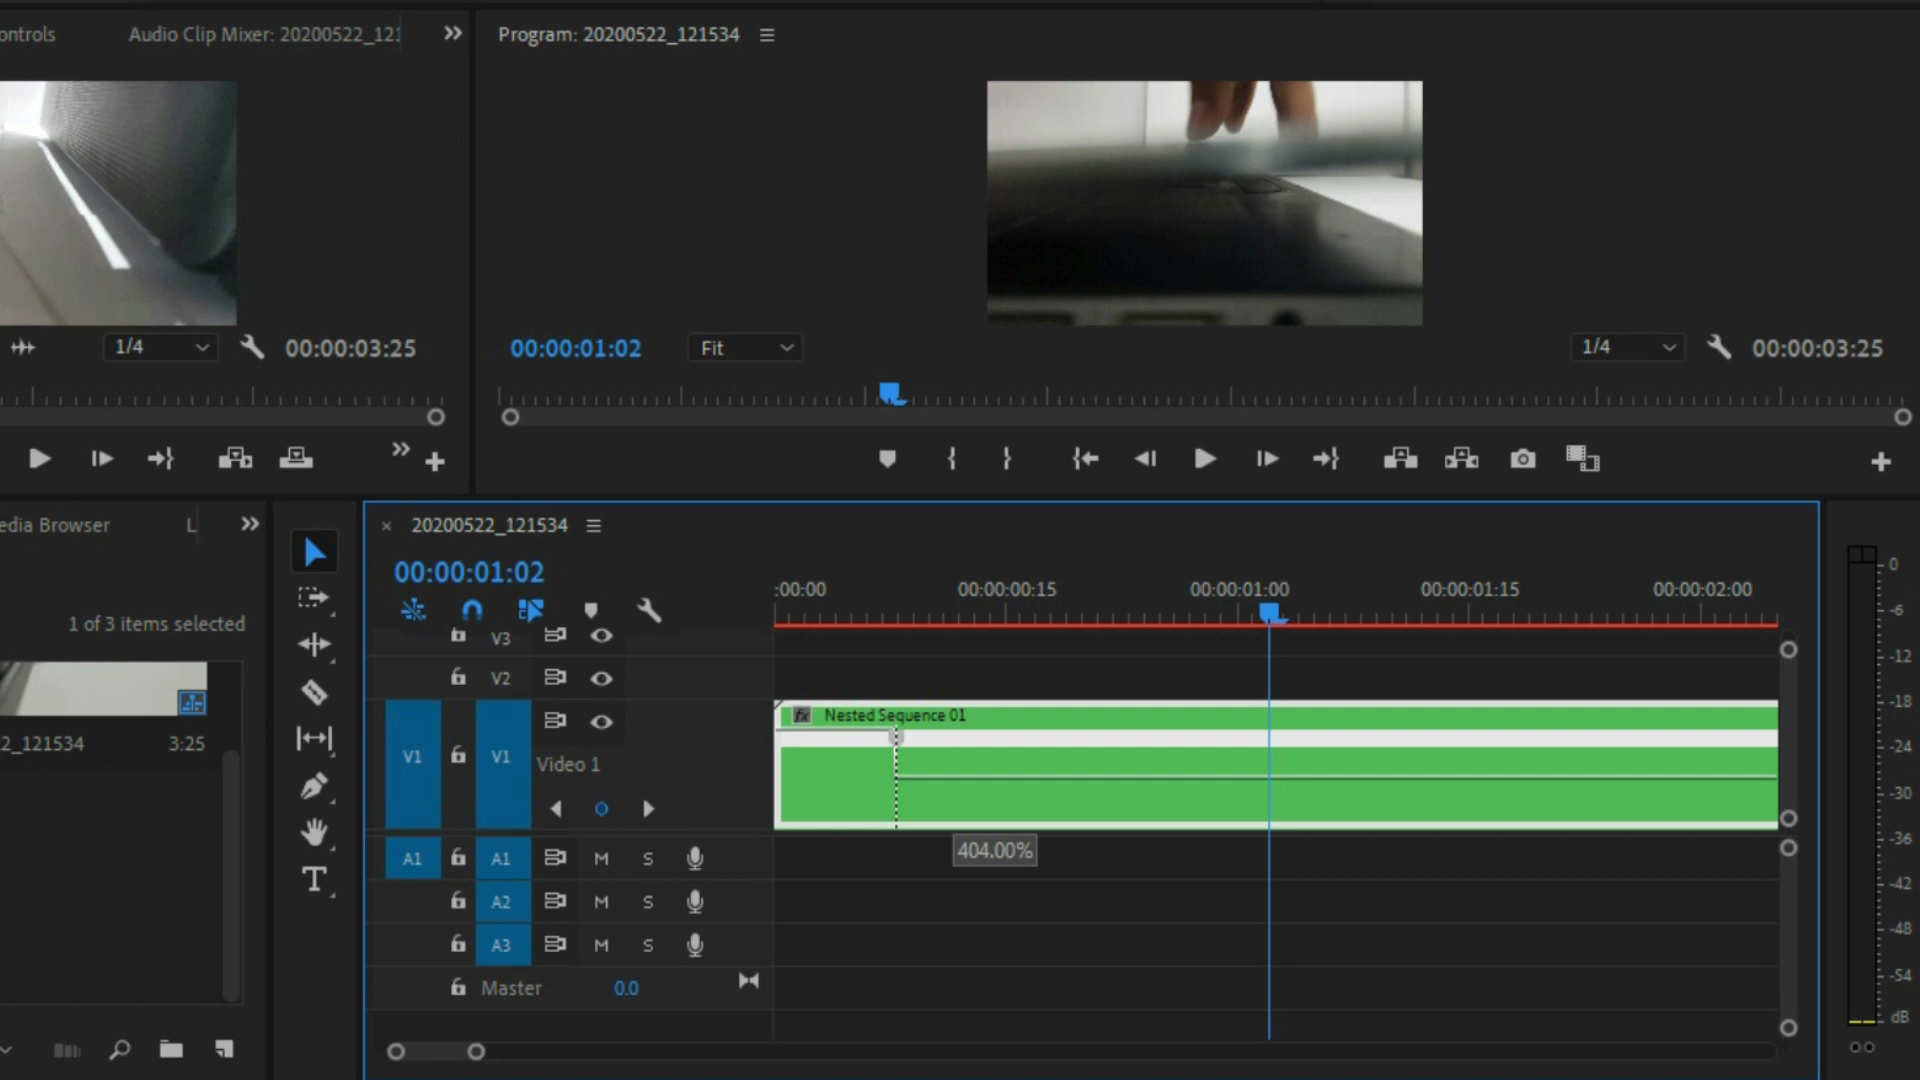 ontrols
Audio Clip Mixer: 20200522_121
Program: 20200522_121534
1/4
00:00:03:25
00:00:01:02
Fit
1/4
00:00:03:25
edia Browser
L
20200522_121534
00:00:01:02
:00:00
00:00:00:15
00:00:01:00
00:00:01:15
00:00:02:00
1 of 3 items selected
2_121534
3:25
V3
V2
V1
V1
Video 1
fx
Nested Sequence 01
404.00%
A1
A1
M
S
A2
M
S
A3
M
S
Master
0.0
T
0
-6
-12
-18
-24
-30
-36
-42
-48
-54
dB